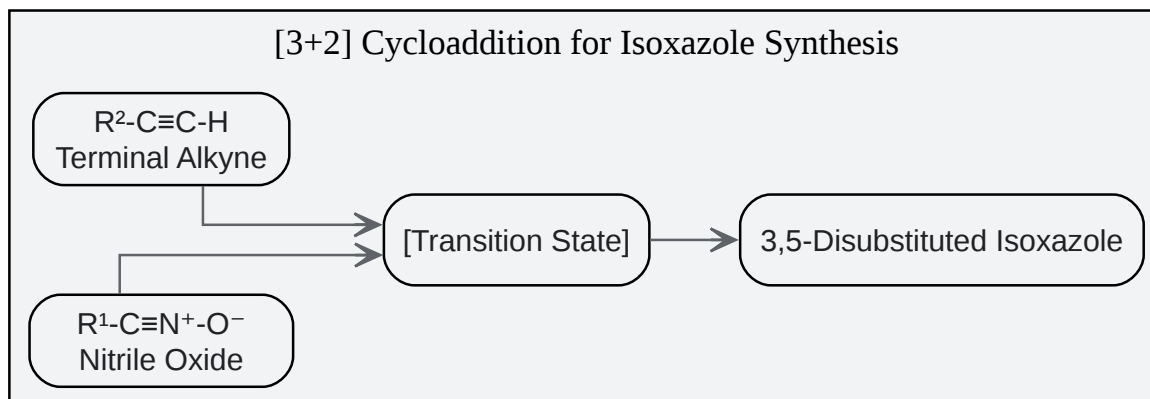 [3+2] Cycloaddition for Isoxazole Synthesis
R²-C≡C-H
Terminal Alkyne
[Transition State]
3,5-Disubstituted Isoxazole
R¹-C≡N⁺-O⁻
Nitrile Oxide